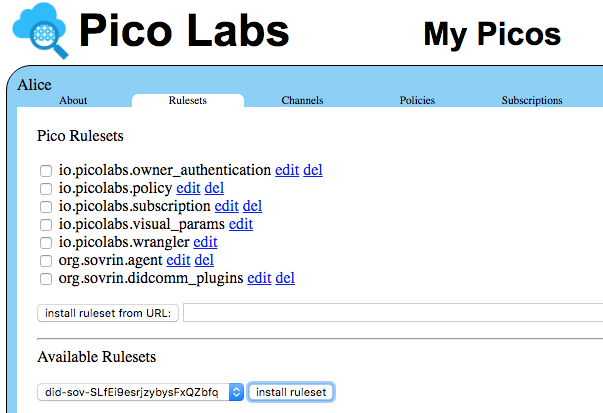 Pico Labs My Picos
Alice
About Rulesets Channels Policies Subscriptions
Pico Rulesets
io.picolabs.owner_authentication edit del
io.picolabs.policy edit del
io.picolabs.subscription edit del
io.picolabs.visual_params edit
io.picolabs.wrangler edit
org.sovrin.agent edit del
org.sovrin.didcomm_plugins edit del
install ruleset from URL:
Available Rulesets
did-sov-SLfEi9esrjzybysFxQZbfq install ruleset